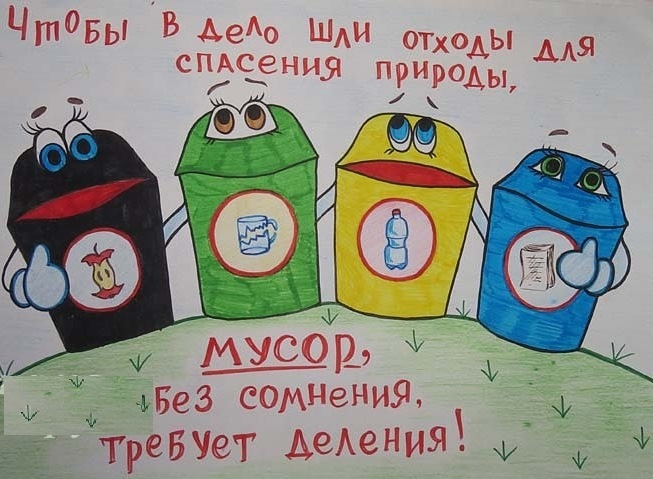 Чтобы в дело шли отходы для
спасения природы,
мусор,
без сомнения,
требует деления!